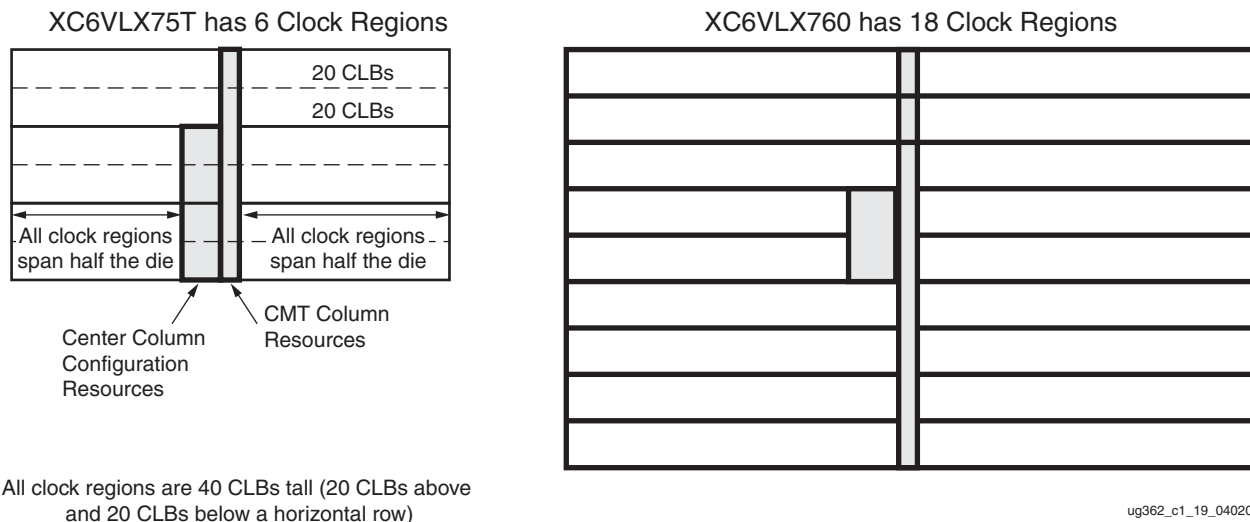 XC6VLX75T has 6 Clock Regions
20 CLBs
20 CLBs
All clock regions
span half the die
All clock regions
span half the die
Center Column
Configuration
Resources
CMT Column
Resources
All clock regions are 40 CLBs tall (20 CLBs above
and 20 CLBs below a horizontal row)
XC6VLX760 has 18 Clock Regions
ug362_c1_19_04020